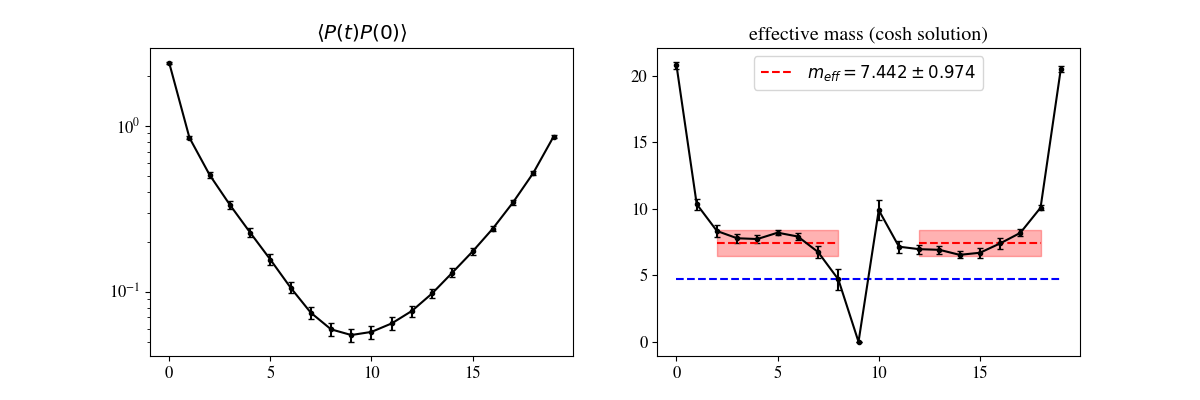 ⟨P(t)P(0)⟩
10⁰
10⁻¹
0 5 10 15
effective mass (cosh solution)
m_eff = 7.442 ± 0.974
20
15
10
5
0
0 5 10 15